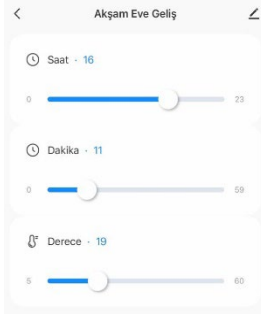 Akşam Eve Geliş
Saat · 16
0 23
Dakika · 11
0 59
Derece · 19
5 60